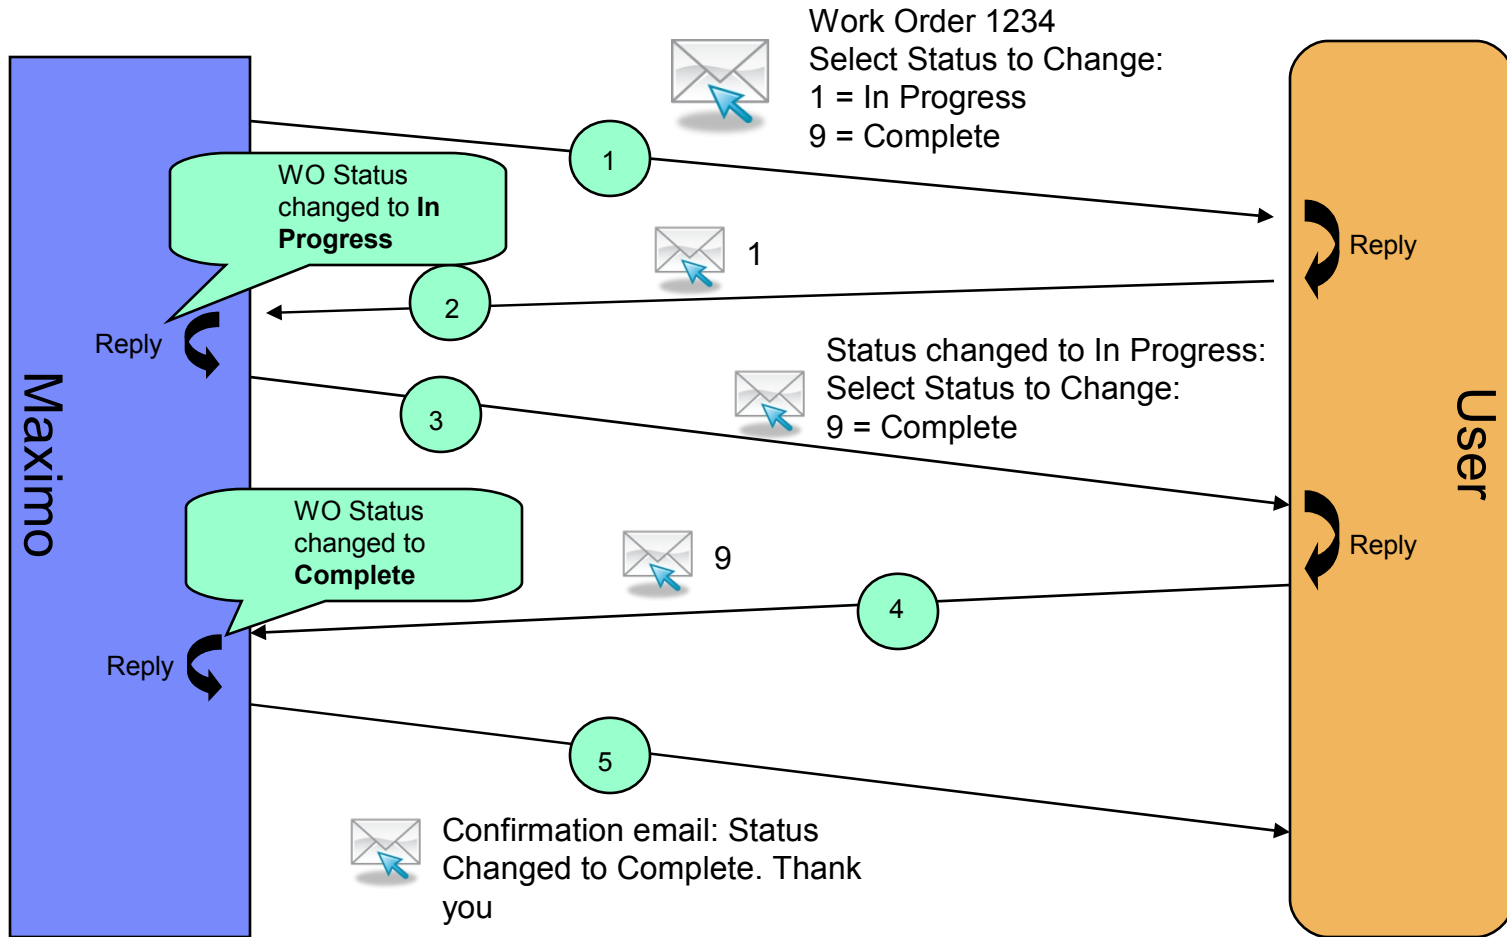 Work Order 1234
Select Status to Change:
1 = In Progress
9 = Complete
1
WO Status
changed to In
Progress
1
Reply
2
Reply
Status changed to In Progress:
Select Status to Change:
9 = Complete
3
Maximo
User
WO Status
changed to
Complete
9
Reply
4
Reply
5
Confirmation email: Status
Changed to Complete. Thank
you